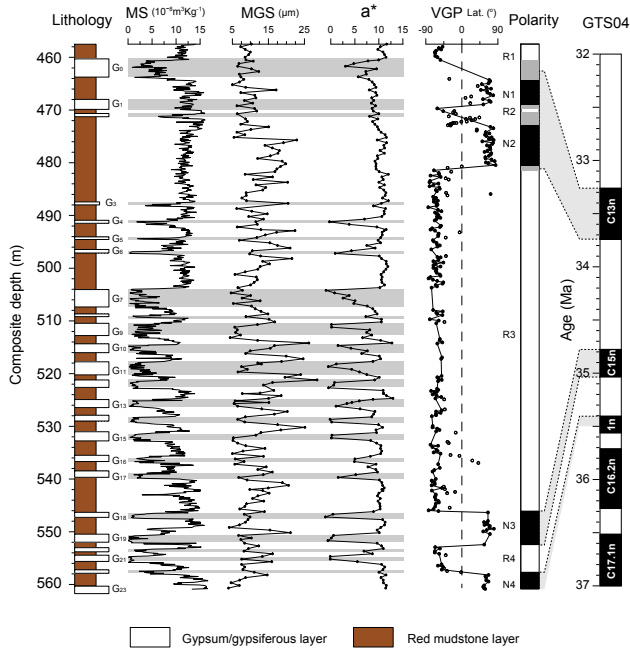 Lithology MS (10⁻⁸m³Kg⁻¹) MGS (μm) a* VGP Lat. (°) Polarity GTS04
0 5 10 15 5 15 25 0 5 10 15 -90 0 90
460
470
480
490
500
510
520
530
540
550
560
Composite depth (m)
G0
G1
G3
G4
G5
G6
G7
G9
G10
G11
G13
G15
G16
G17
G18
G19
G21
G23
R1
N1
R2
N2
R3
N3
R4
N4
Age (Ma)
32
33
34
35
36
37
C13n
C15n
1n
C16.2n
C17.1n
Gypsum/gypsiferous layer Red mudstone layer